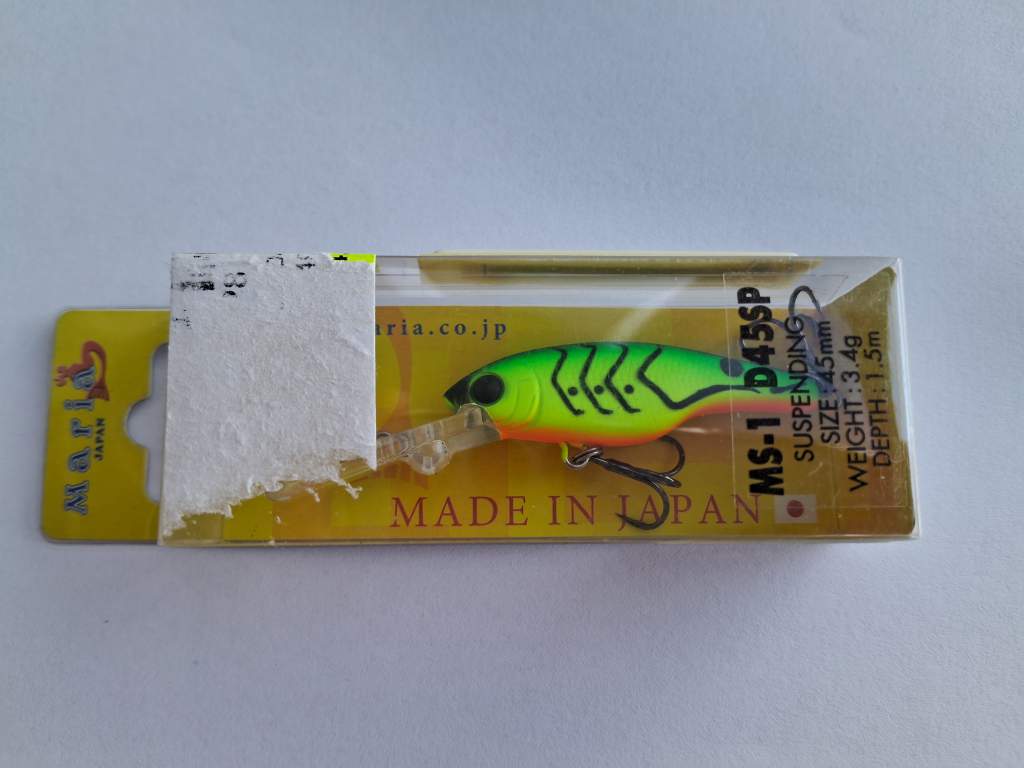 Maria
JAPAN
58
aria.co.jp
MADE IN JAPAN
MS-1 D45SP
SUSPENDING
SIZE : 45mm
WEIGHT : 3.4g
DEPTH : 1.5m